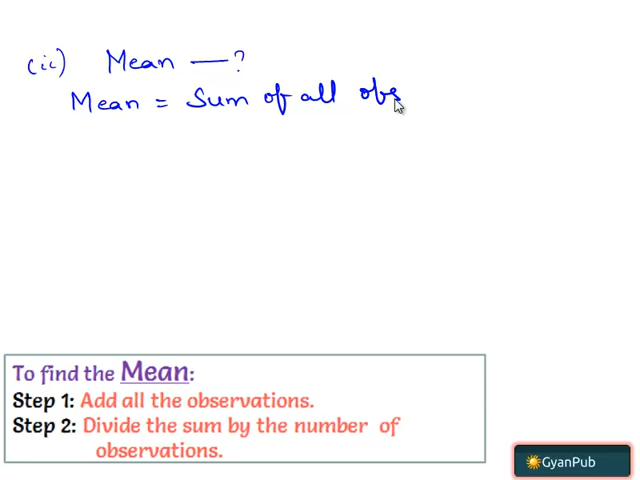 (ii) Mean — ?
Mean = Sum of all obs
To find the Mean:
Step 1: Add all the observations.
Step 2: Divide the sum by the number of
observations.
GyanPub